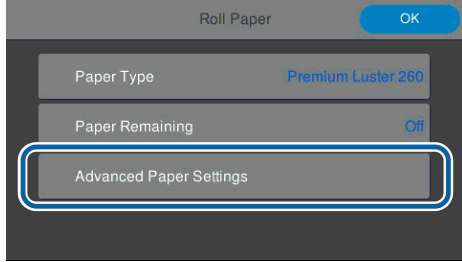 Roll Paper OK
Paper Type Premium Luster 260
Paper Remaining Off
Advanced Paper Settings